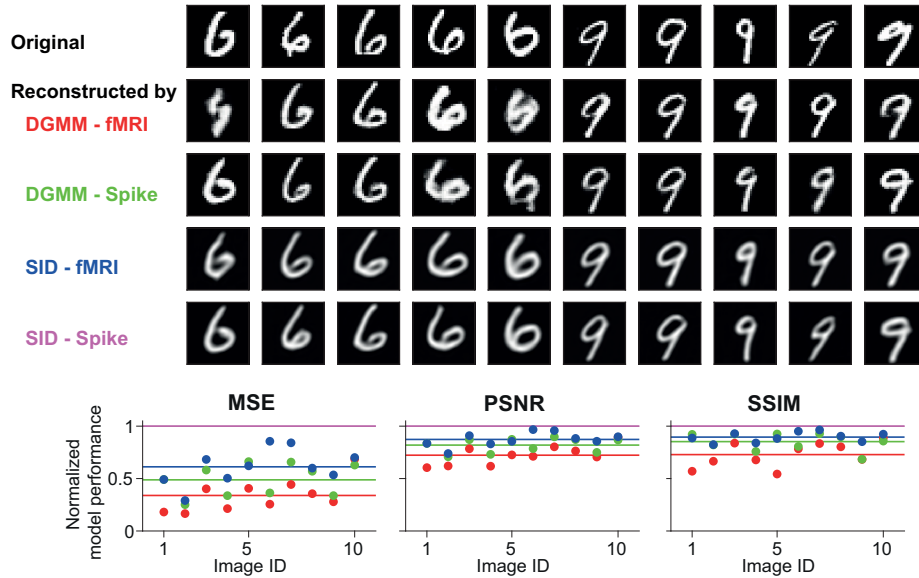 Original
Reconstructed by
DGMM - fMRI
DGMM - Spike
SID - fMRI
SID - Spike
MSE
PSNR
SSIM
Normalized
model performance
1
0.5
0
1
5
10
1
5
10
1
5
10
Image ID
Image ID
Image ID